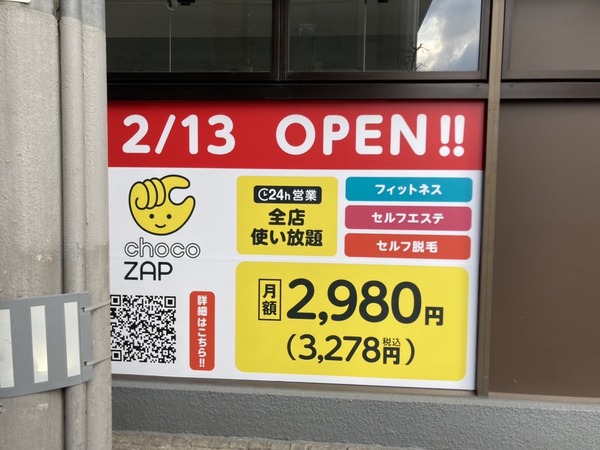 2/13 OPEN!!
choco
ZAP
24h営業
全店
使い放題
フィットネス
セルフエステ
セルフ脱毛
詳細はこちら!!
月額 2,980円
(3,278円税込)